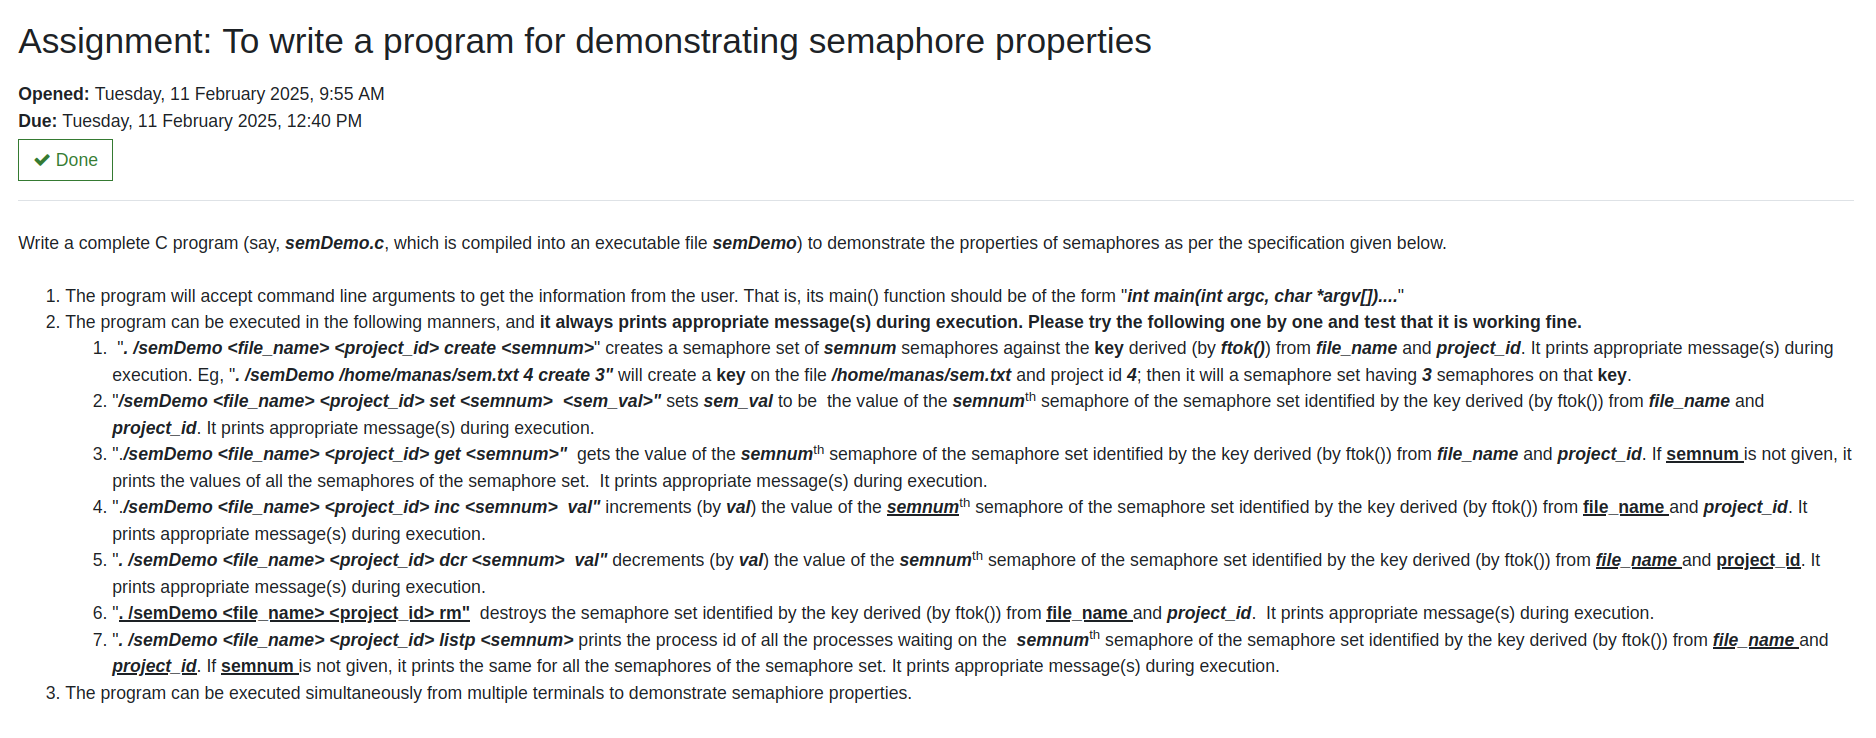 Assignment: To write a program for demonstrating semaphore properties
Opened: Tuesday, 11 February 2025, 9:55 AM
Due: Tuesday, 11 February 2025, 12:40 PM
✔ Done
Write a complete C program (say, semDemo.c, which is compiled into an executable file semDemo) to demonstrate the properties of semaphores as per the specification given below.
1. The program will accept command line arguments to get the information from the user. That is, its main() function should be of the form "int main(int argc, char *argv[])...."
2. The program can be executed in the following manners, and it always prints appropriate message(s) during execution. Please try the following one by one and test that it is working fine.
1. ". /semDemo <file_name> <project_id> create <semnum>" creates a semaphore set of semnum semaphores against the key derived (by ftok()) from file_name and project_id. It prints appropriate message(s) during
execution. Eg, ". /semDemo /home/manas/sem.txt 4 create 3" will create a key on the file /home/manas/sem.txt and project id 4; then it will a semaphore set having 3 semaphores on that key.
2. "/semDemo <file_name> <project_id> set <semnum>  <sem_val>" sets sem_val to be  the value of the semnumth semaphore of the semaphore set identified by the key derived (by ftok()) from file_name and
project_id. It prints appropriate message(s) during execution.
3. "./semDemo <file_name> <project_id> get <semnum>"  gets the value of the semnumth semaphore of the semaphore set identified by the key derived (by ftok()) from file_name and project_id. If semnum is not given, it
prints the values of all the semaphores of the semaphore set.  It prints appropriate message(s) during execution.
4. "./semDemo <file_name> <project_id> inc <semnum>  val" increments (by val) the value of the semnumth semaphore of the semaphore set identified by the key derived (by ftok()) from file_name and project_id. It
prints appropriate message(s) during execution.
5. ". /semDemo <file_name> <project_id> dcr <semnum>  val" decrements (by val) the value of the semnumth semaphore of the semaphore set identified by the key derived (by ftok()) from file_name and project_id. It
prints appropriate message(s) during execution.
6. ". /semDemo <file_name> <project_id> rm"  destroys the semaphore set identified by the key derived (by ftok()) from file_name and project_id.  It prints appropriate message(s) during execution.
7. ". /semDemo <file_name> <project_id> listp <semnum> prints the process id of all the processes waiting on the  semnumth semaphore of the semaphore set identified by the key derived (by ftok()) from file_name and
project_id. If semnum is not given, it prints the same for all the semaphores of the semaphore set. It prints appropriate message(s) during execution.
3. The program can be executed simultaneously from multiple terminals to demonstrate semaphiore properties.